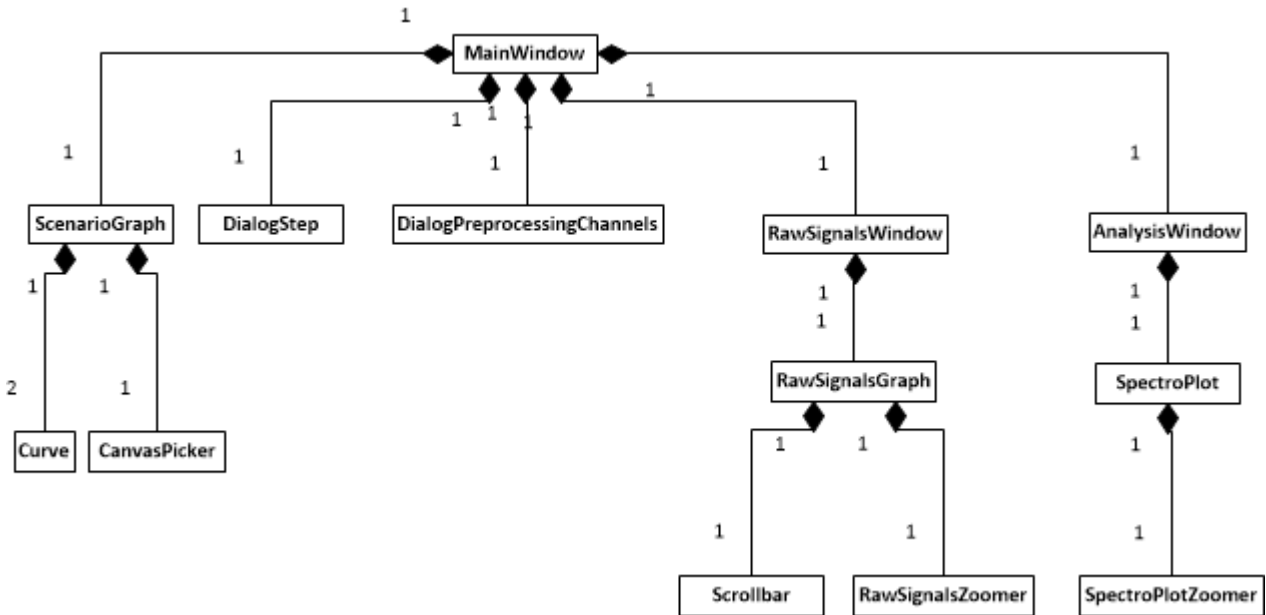 1
MainWindow
1
1
1
1
1
1
1
1
1
ScenarioGraph
DialogStep
DialogPreprocessingChannels
RawSignalsWindow
AnalysisWindow
1
1
1
1
1
1
RawSignalsGraph
SpectroPlot
2
1
Curve
CanvasPicker
1
1
1
1
1
1
Scrollbar
RawSignalsZoomer
SpectroPlotZoomer